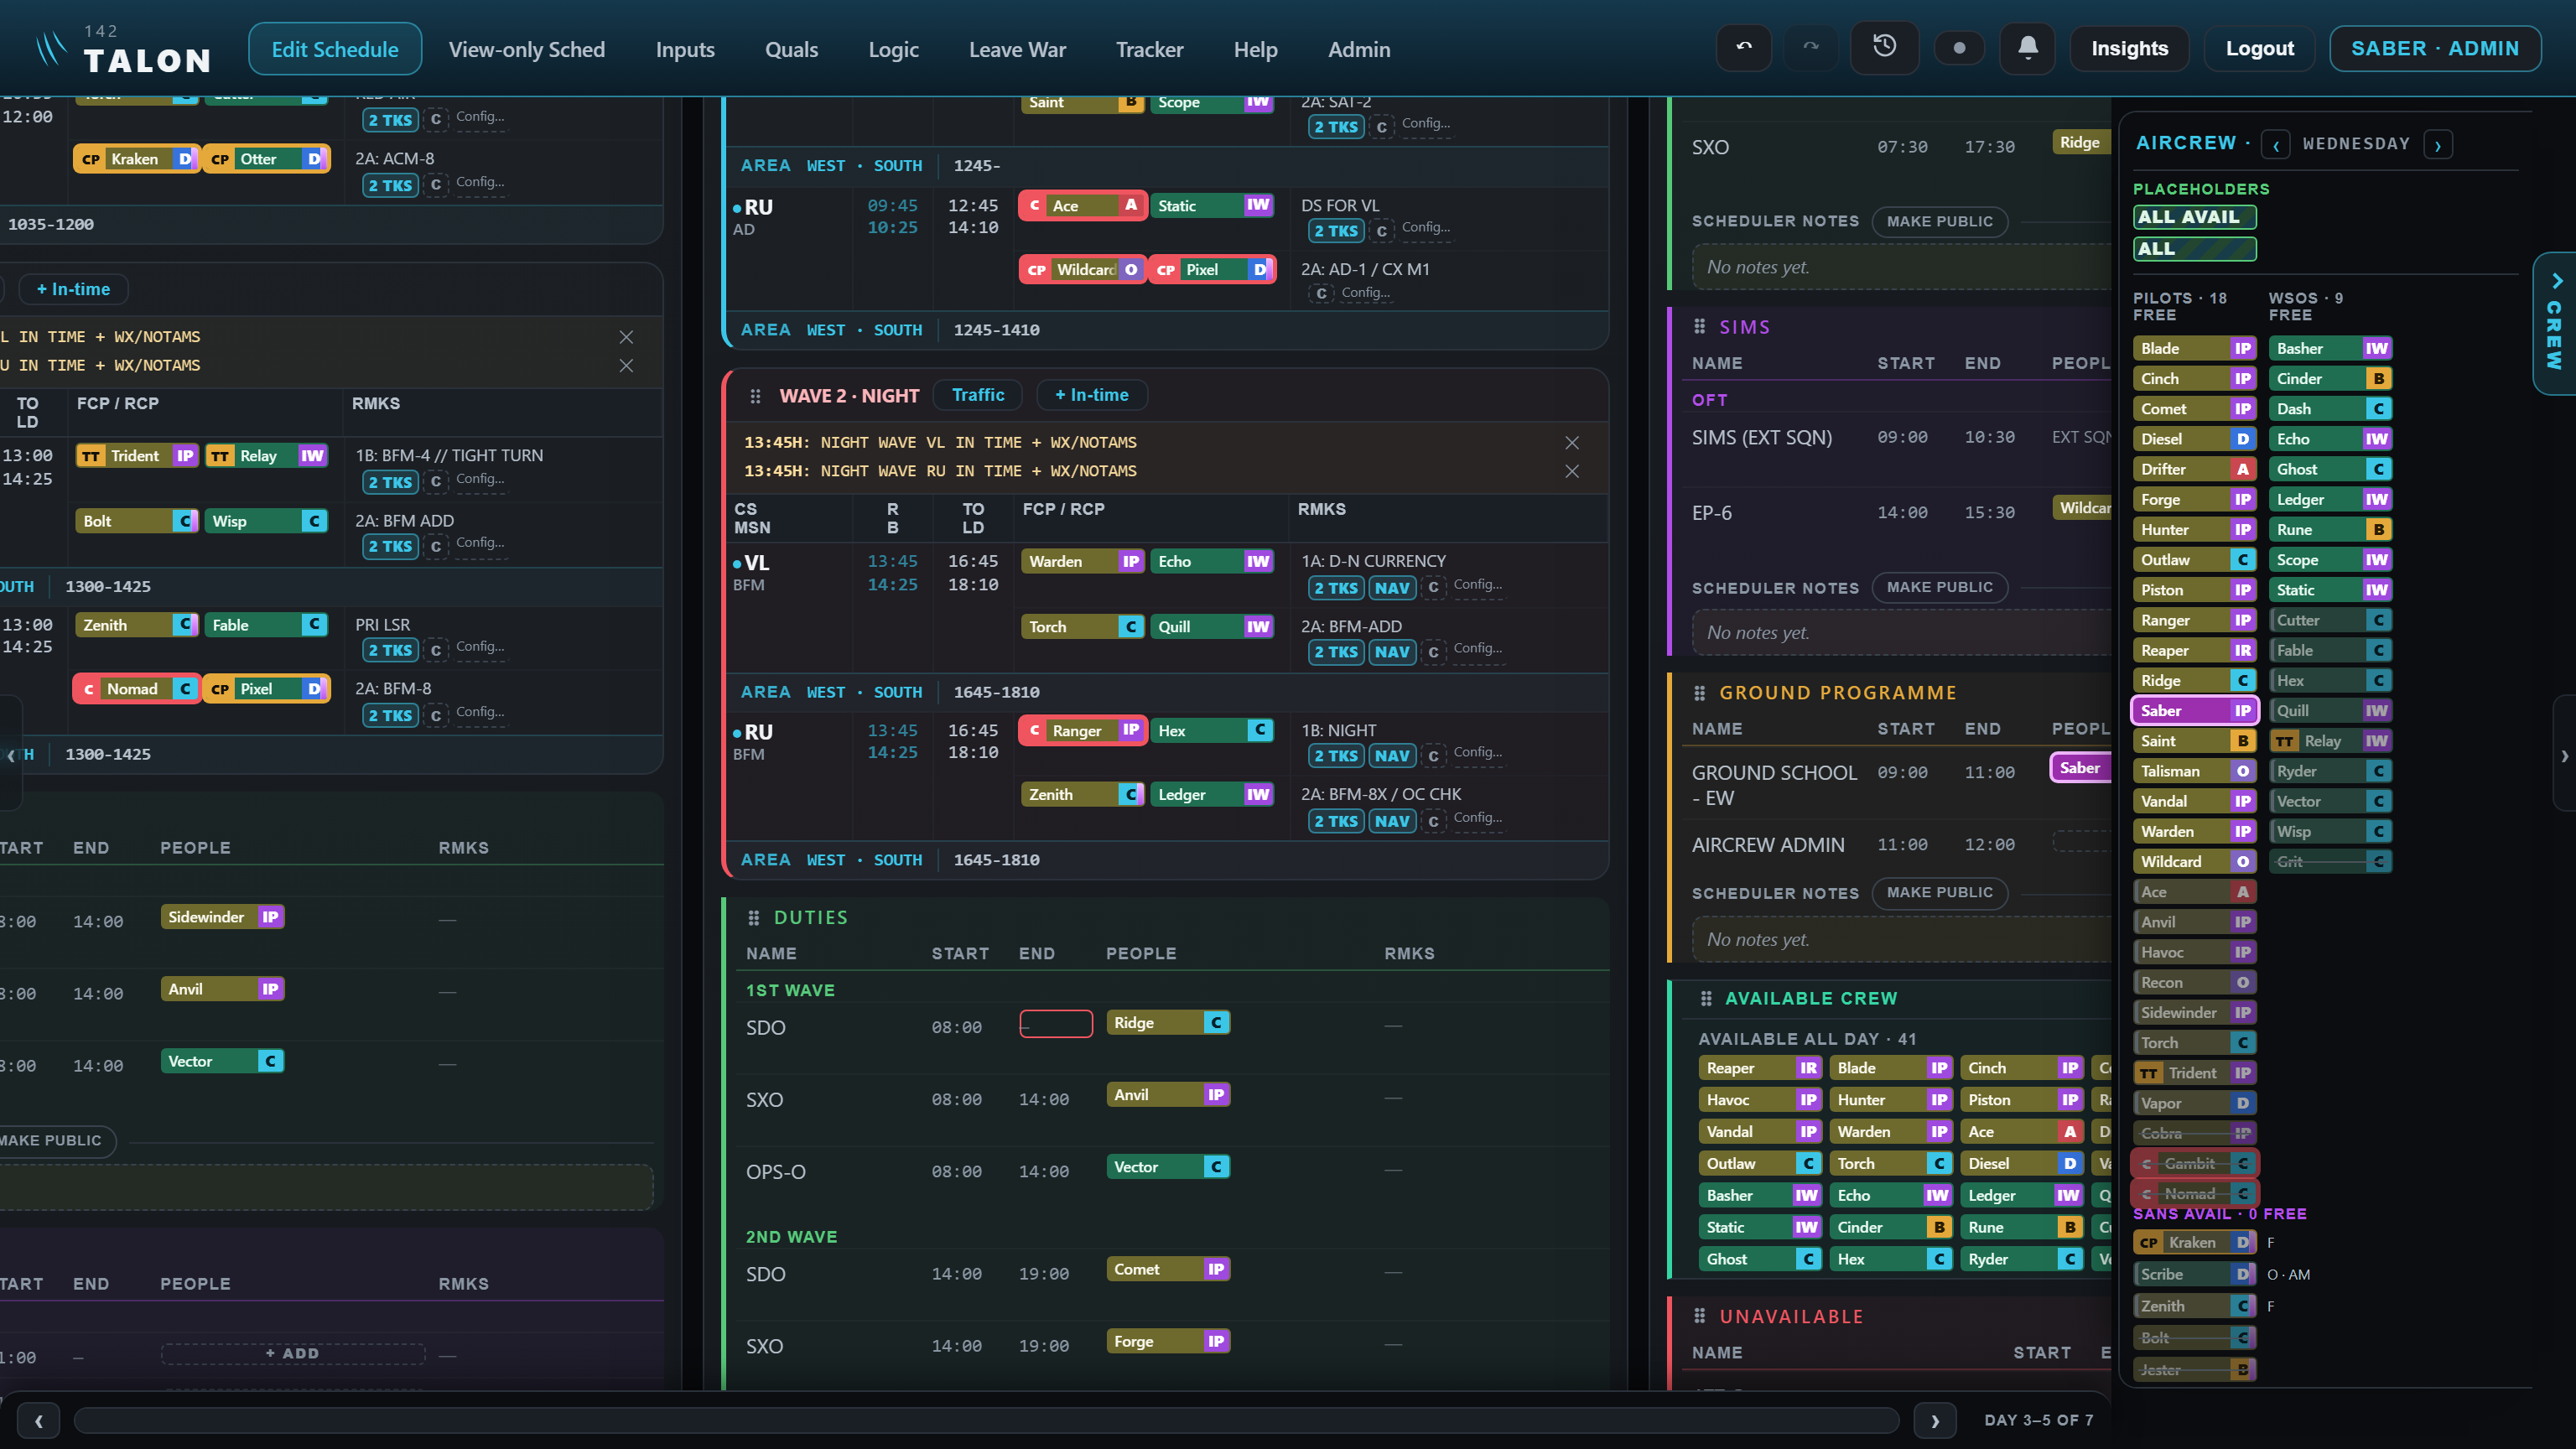 142
TALON
Edit Schedule
View-only Sched
Inputs
Quals
Logic
Leave War
Tracker
Help
Admin
Insights
Logout
SABER · ADMIN
12:00
C Config...
2 TKS
CP Kraken D
CP Otter D
2A: ACM-8
2 TKS C Config...
1035-1200
+ In-time
L IN TIME + WX/NOTAMS
U IN TIME + WX/NOTAMS
TO
LD
FCP / RCP
RMKS
13:00
14:25
TT Trident IP
TT Relay IW
1B: BFM-4 // TIGHT TURN
2 TKS C Config...
Bolt C
Wisp C
2A: BFM ADD
2 TKS C Config...
OUTH 1300-1425
13:00
14:25
Zenith C
Fable C
PRI LSR
2 TKS C Config...
C Nomad C
CP Pixel D
2A: BFM-8
2 TKS C Config...
TH 1300-1425
TART END PEOPLE RMKS
8:00 14:00 Sidewinder IP —
8:00 14:00 Anvil IP —
8:00 14:00 Vector C —
MAKE PUBLIC
TART END PEOPLE RMKS
1:00 — + ADD —
Saint B
Scope IW
2A: SAT-2
2 TKS C Config...
AREA WEST · SOUTH 1245-
RU
AD
09:45
10:25
12:45
14:10
C Ace A
Static IW
DS FOR VL
2 TKS C Config...
CP Wildcard O
CP Pixel D
2A: AD-1 / CX M1
C Config...
AREA WEST · SOUTH 1245-1410
WAVE 2 · NIGHT
Traffic
+ In-time
13:45H: NIGHT WAVE VL IN TIME + WX/NOTAMS
13:45H: NIGHT WAVE RU IN TIME + WX/NOTAMS
CS
MSN
R
B
TO
LD
FCP / RCP
RMKS
VL
BFM
13:45
14:25
16:45
18:10
Warden IP
Echo IW
1A: D-N CURRENCY
2 TKS NAV C Config...
Torch C
Quill IW
2A: BFM-ADD
2 TKS NAV C Config...
AREA WEST · SOUTH 1645-1810
RU
BFM
13:45
14:25
16:45
18:10
C Ranger IP
Hex C
1B: NIGHT
2 TKS NAV C Config...
Zenith C
Ledger IW
2A: BFM-8X / OC CHK
2 TKS NAV C Config...
AREA WEST · SOUTH 1645-1810
DUTIES
NAME START END PEOPLE RMKS
1ST WAVE
SDO 08:00 — Ridge C —
SXO 08:00 14:00 Anvil IP —
OPS-O 08:00 14:00 Vector C —
2ND WAVE
SDO 14:00 19:00 Comet IP —
SXO 14:00 19:00 Forge IP —
SXO 07:30 17:30 Ridge
SCHEDULER NOTES MAKE PUBLIC
No notes yet.
SIMS
NAME START END PEOPL
OFT
SIMS (EXT SQN) 09:00 10:30 EXT SQN
EP-6 14:00 15:30 Wildcar
SCHEDULER NOTES MAKE PUBLIC
No notes yet.
GROUND PROGRAMME
NAME START END PEOPL
GROUND SCHOOL
- EW
09:00 11:00 Saber
AIRCREW ADMIN 11:00 12:00
SCHEDULER NOTES MAKE PUBLIC
No notes yet.
AVAILABLE CREW
AVAILABLE ALL DAY · 41
Reaper IR Blade IP Cinch IP
Havoc IP Hunter IP Piston IP
Vandal IP Warden IP Ace A
Outlaw C Torch C Diesel D
Basher IW Echo IW Ledger IW
Static IW Cinder B Rune B
Ghost C Hex C Ryder C
UNAVAILABLE
NAME START E
AIRCREW · ‹ WEDNESDAY ›
PLACEHOLDERS
ALL AVAIL
ALL
PILOTS · 18
FREE
WSOS · 9
FREE
Blade IP Basher IW
Cinch IP Cinder B
Comet IP Dash C
Diesel D Echo IW
Drifter A Ghost C
Forge IP Ledger IW
Hunter IP Rune B
Outlaw C Scope IW
Piston IP Static IW
Ranger IP Cutter C
Reaper IR Fable C
Ridge C Hex C
Saber IP Quill IW
Saint B TT Relay IW
Talisman O Ryder C
Vandal IP Vector C
Warden IP Wisp C
Wildcard O Grit C
Ace A
Anvil IP
Havoc IP
Recon O
Sidewinder IP
Torch C
TT Trident IP
Vapor D
Cobra IP
C Gambit C
C Nomad C
SANS AVAIL · 0 FREE
CP Kraken D F
Scribe D O · AM
Zenith C F
Bolt C
Jester B
CREW
DAY 3–5 OF 7